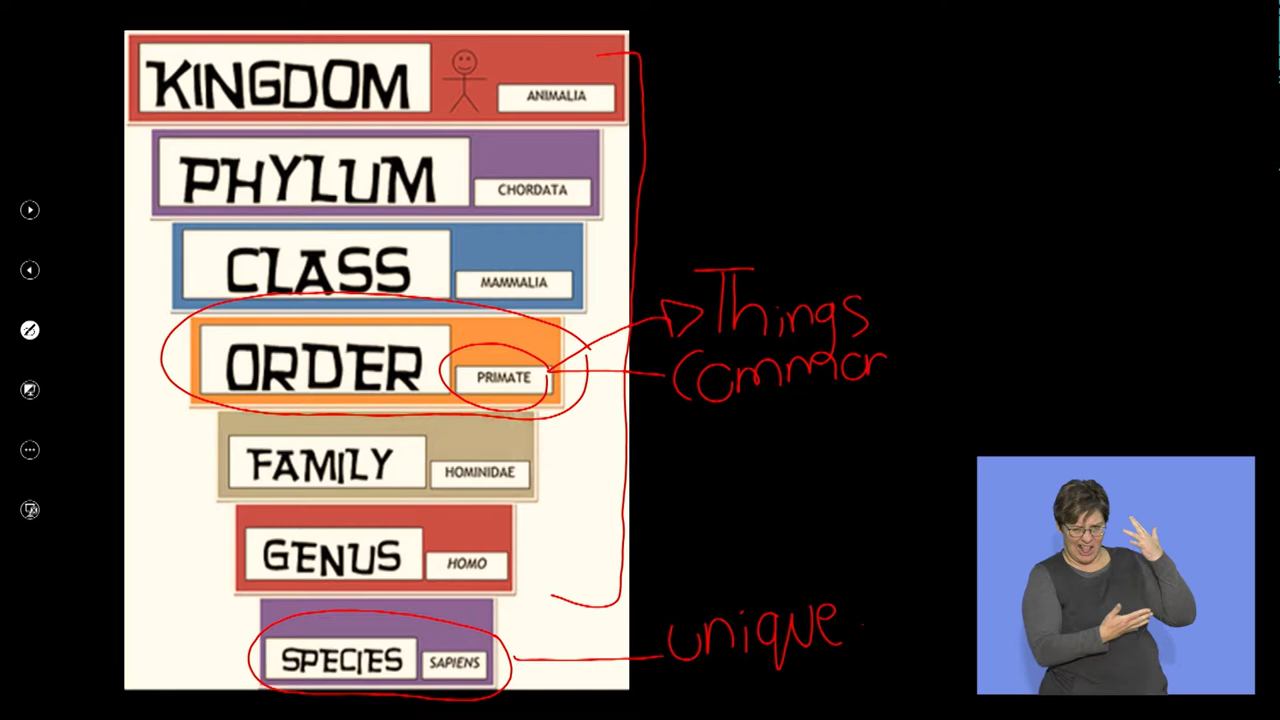 KINGDOM
ANIMALIA
PHYLUM
CHORDATA
CLASS
MAMMALIA
ORDER
PRIMATE
FAMILY
HOMINIDAE
GENUS
HOMO
SPECIES
SAPIENS
Things
Common
unique